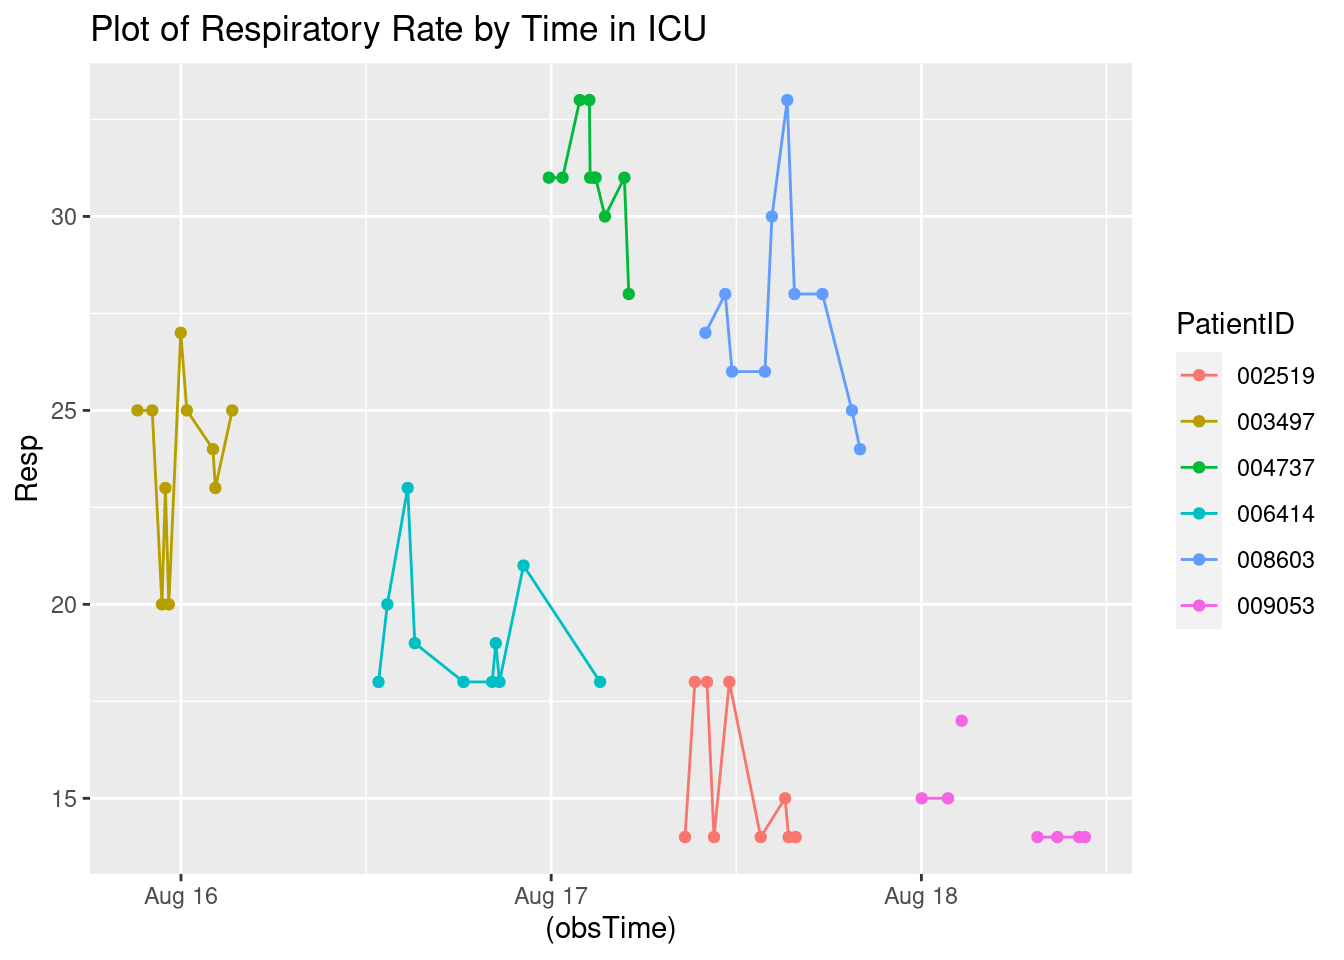 Plot of Respiratory Rate by Time in ICU
Resp
30
25
20
15
Aug 16
Aug 17
Aug 18
(obsTime)
PatientID
002519
003497
004737
006414
008603
009053